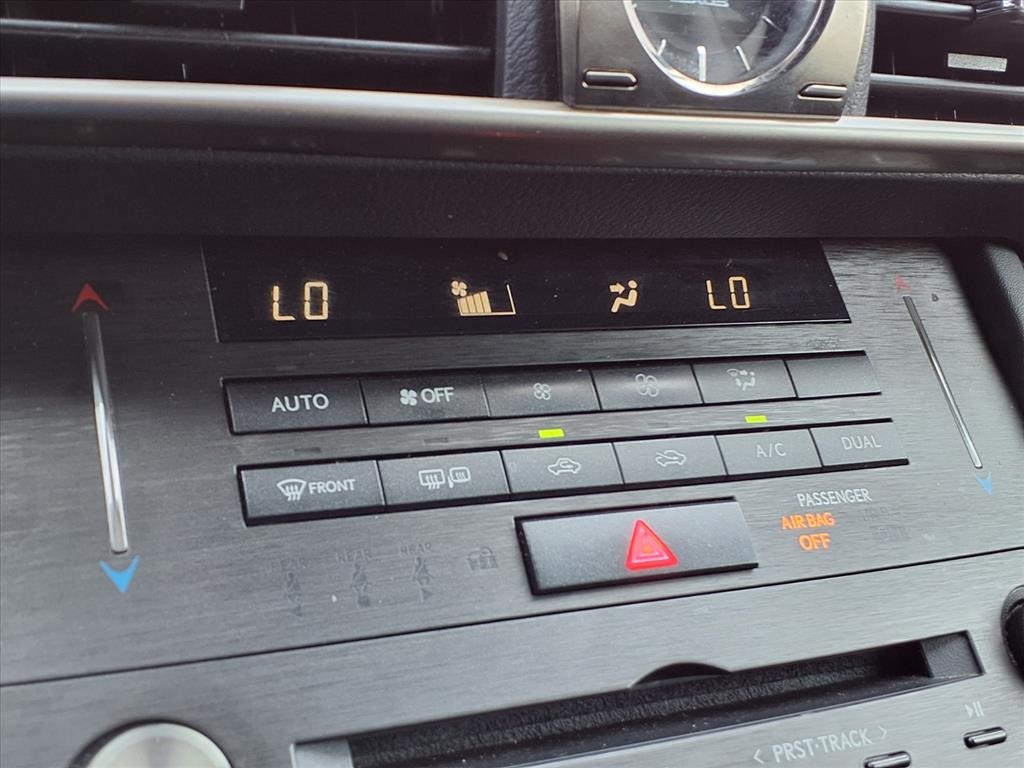 LO LO
AUTO OFF
FRONT A/C DUAL
PASSENGER
AIR BAG
OFF
REAR REAR REAR
PRST·TRACK